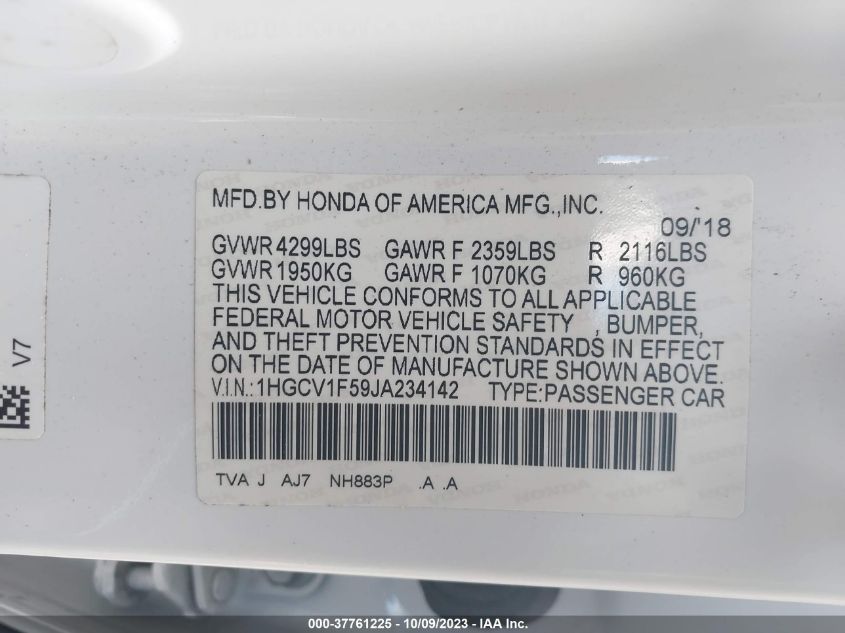 MFD.BY HONDA OF AMERICA MFG.,INC.
09/'18
GVWR 4299LBS GAWR F 2359LBS R 2116LBS
GVWR 1950KG GAWR F 1070KG R 960KG
THIS VEHICLE CONFORMS TO ALL APPLICABLE
FEDERAL MOTOR VEHICLE SAFETY , BUMPER,
AND THEFT PREVENTION STANDARDS IN EFFECT
ON THE DATE OF MANUFACTURE SHOWN ABOVE.
V.I.N.:1HGCV1F59JA234142 TYPE:PASSENGER CAR
TVA J AJ7 NH883P .A .A
V7
000-37761225 - 10/09/2023 - IAA Inc.